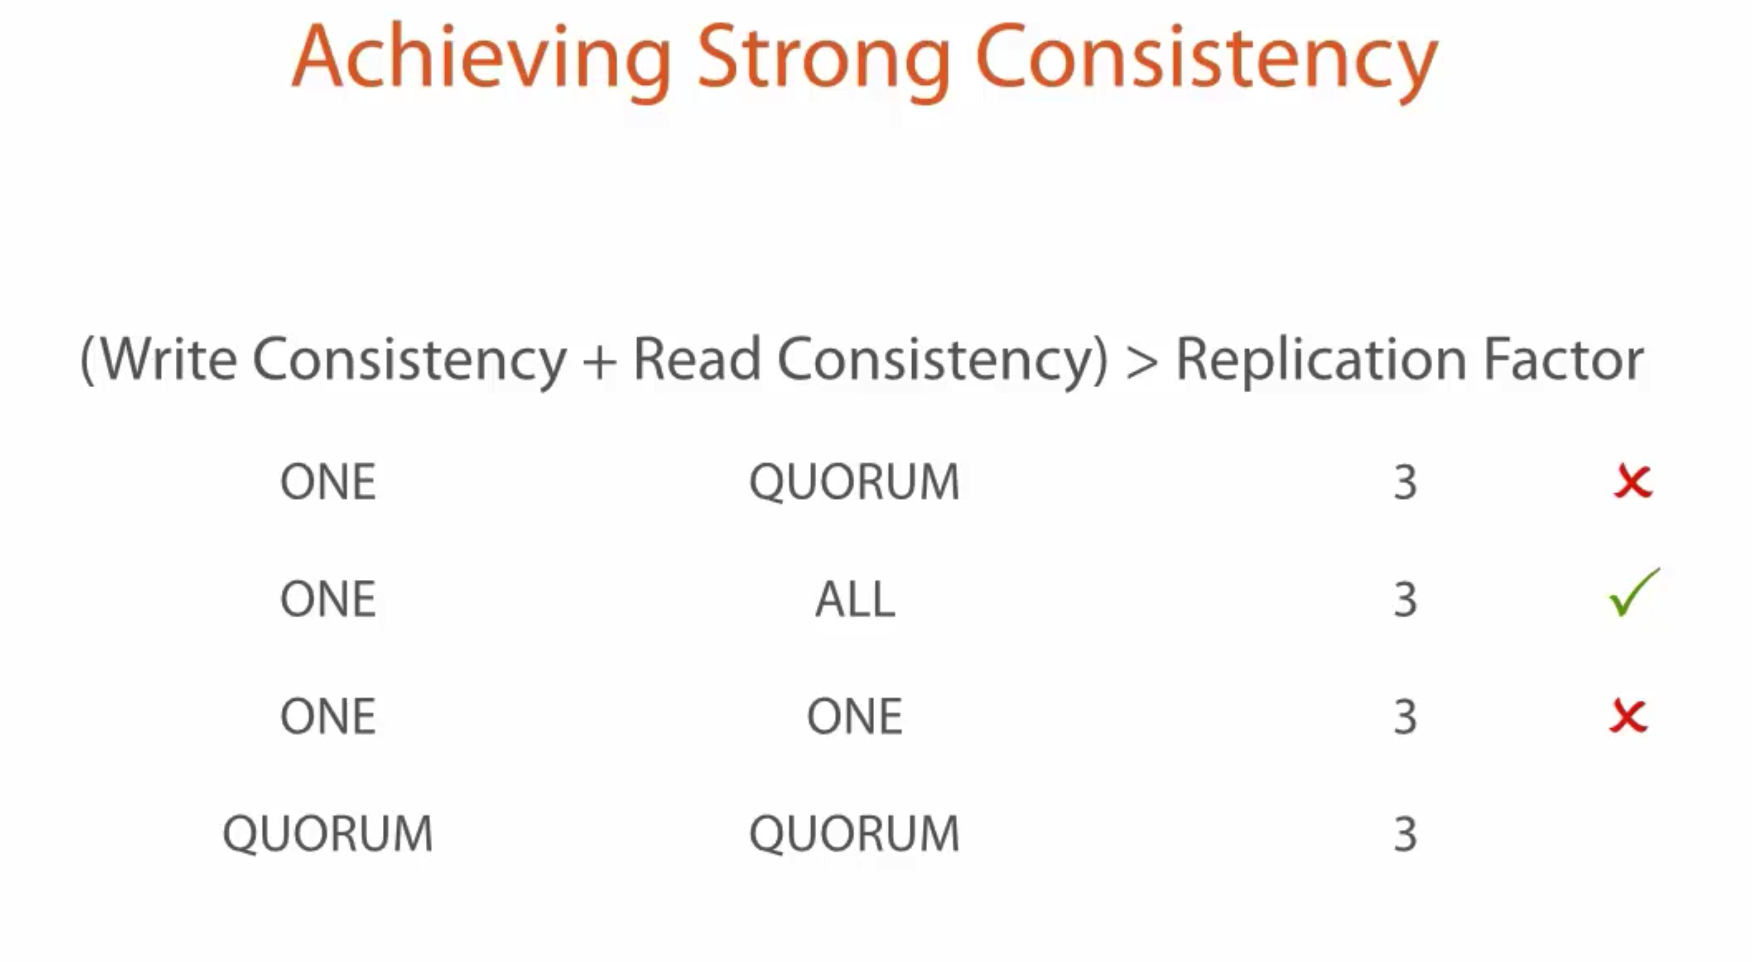 Achieving Strong Consistency
(Write Consistency + Read Consistency) > Replication Factor
ONE QUORUM 3 ✗
ONE ALL 3 ✓
ONE ONE 3 ✗
QUORUM QUORUM 3